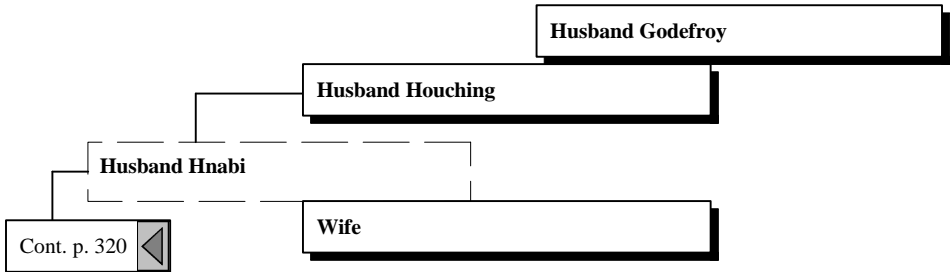 Husband Godefroy
Husband Houching
Husband Hnabi
Wife
Cont. p. 320